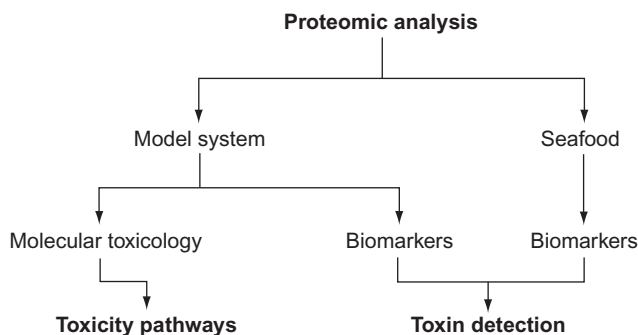 Proteomic analysis
Model system
Seafood
Molecular toxicology
Biomarkers
Biomarkers
Toxicity pathways
Toxin detection